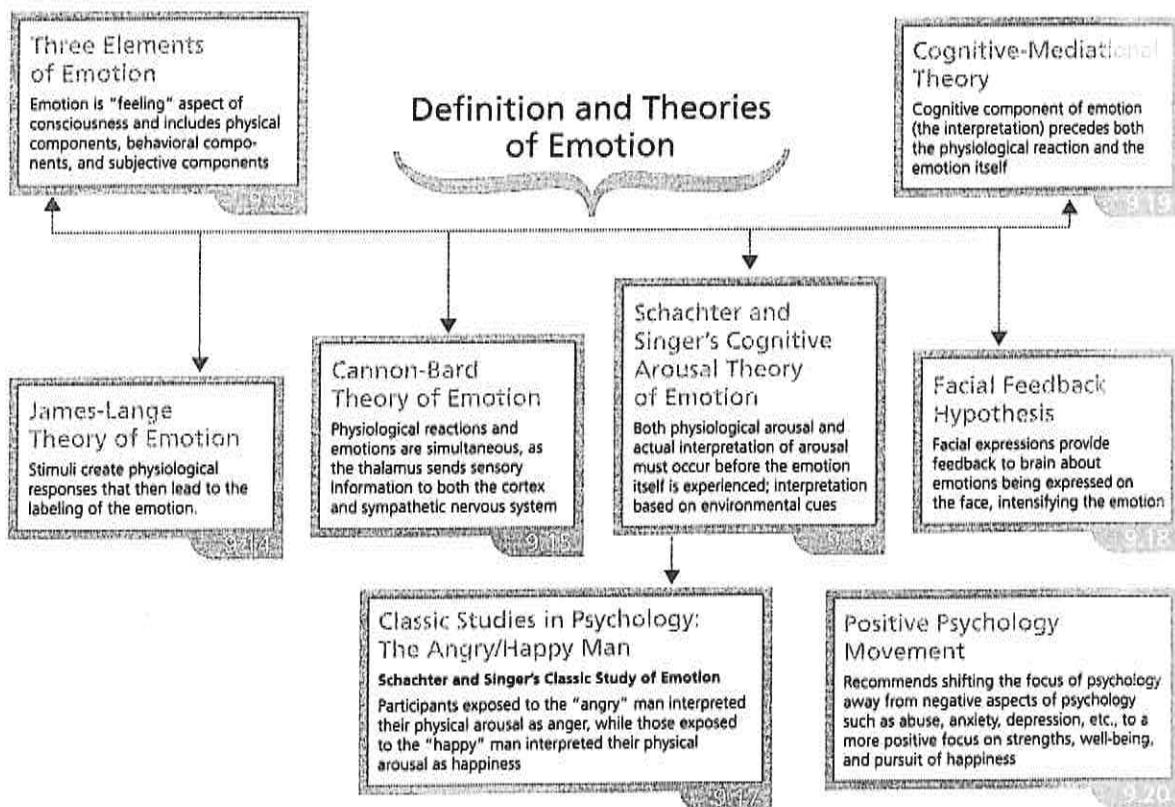 Definition and Theories
of Emotion
Three Elements
of Emotion
Emotion is "feeling" aspect of
consciousness and includes physical
components, behavioral compo-
nents, and subjective components
Cognitive-Mediational
Theory
Cognitive component of emotion
(the interpretation) precedes both
the physiological reaction and the
emotion itself
9.19
James-Lange
Theory of Emotion
Stimuli create physiological
responses that then lead to the
labeling of the emotion.
9.14
Cannon-Bard
Theory of Emotion
Physiological reactions and
emotions are simultaneous, as
the thalamus sends sensory
information to both the cortex
and sympathetic nervous system
9.15
Schachter and
Singer's Cognitive
Arousal Theory
of Emotion
Both physiological arousal and
actual interpretation of arousal
must occur before the emotion
itself is experienced; interpretation
based on environmental cues
9.16
Facial Feedback
Hypothesis
Facial expressions provide
feedback to brain about
emotions being expressed on
the face, intensifying the emotion
9.18
Classic Studies in Psychology:
The Angry/Happy Man
Schachter and Singer's Classic Study of Emotion
Participants exposed to the "angry" man interpreted
their physical arousal as anger, while those exposed
to the "happy" man interpreted their physical
arousal as happiness
9.17
Positive Psychology
Movement
Recommends shifting the focus of psychology
away from negative aspects of psychology
such as abuse, anxiety, depression, etc., to a
more positive focus on strengths, well-being,
and pursuit of happiness
9.20